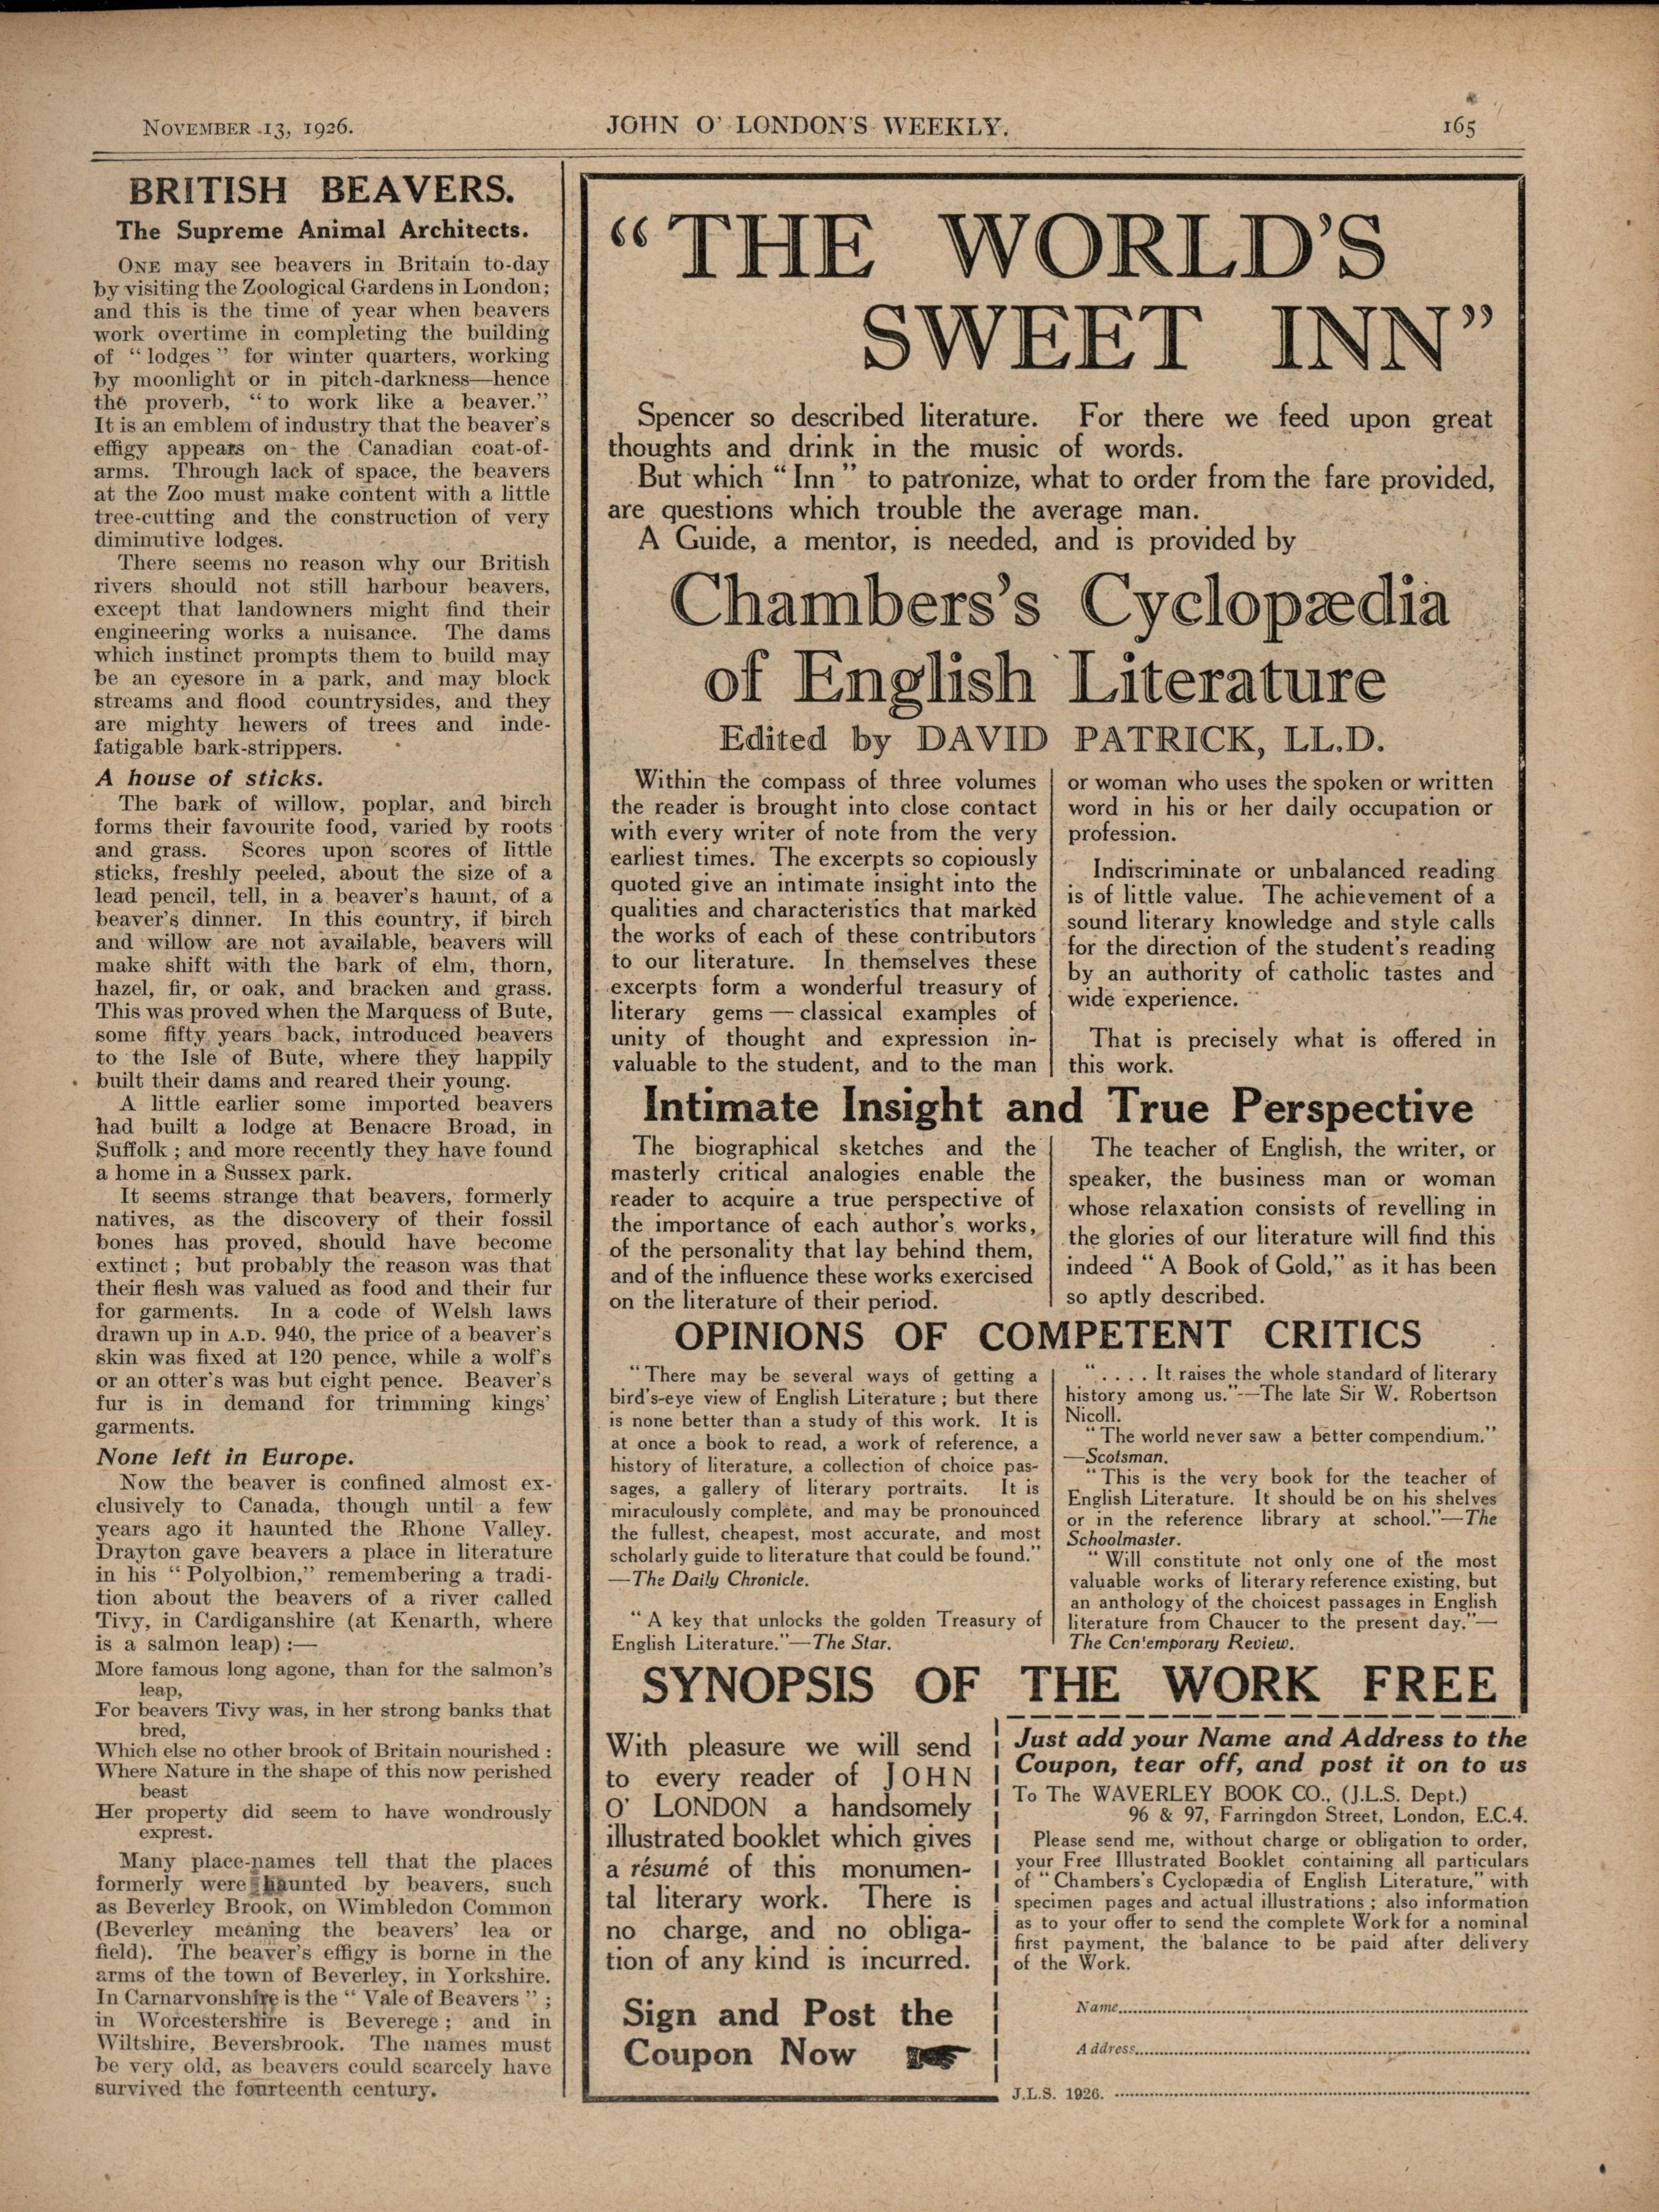 NOVEMBER 13, 1926.
JOHN O' LONDON'S WEEKLY.
165
BRITISH BEAVERS.
The Supreme Animal Architects.
ONE may see beavers in Britain to-day
by visiting the Zoological Gardens in London;
and this is the time of year when beavers
work overtime in completing the building
of "lodges" for winter quarters, working
by moonlight or in pitch-darkness—hence
the proverb, "to work like a beaver."
It is an emblem of industry that the beaver's
effigy appears on the Canadian coat-of-
arms. Through lack of space, the beavers
at the Zoo must make content with a little
tree-cutting and the construction of very
diminutive lodges.
There seems no reason why our British
rivers should not still harbour beavers,
except that landowners might find their
engineering works a nuisance. The dams
which instinct prompts them to build may
be an eyesore in a park, and may block
streams and flood countrysides, and they
are mighty hewers of trees and inde-
fatigable bark-strippers.
A house of sticks.
The bark of willow, poplar, and birch
forms their favourite food, varied by roots
and grass. Scores upon scores of little
sticks, freshly peeled, about the size of a
lead pencil, tell, in a beaver's haunt, of a
beaver's dinner. In this country, if birch
and willow are not available, beavers will
make shift with the bark of elm, thorn,
hazel, fir, or oak, and bracken and grass.
This was proved when the Marquess of Bute,
some fifty years back, introduced beavers
to the Isle of Bute, where they happily
built their dams and reared their young.
A little earlier some imported beavers
had built a lodge at Benacre Broad, in
Suffolk; and more recently they have found
a home in a Sussex park.
It seems strange that beavers, formerly
natives, as the discovery of their fossil
bones has proved, should have become
extinct; but probably the reason was that
their flesh was valued as food and their fur
for garments. In a code of Welsh laws
drawn up in A.D. 940, the price of a beaver's
skin was fixed at 120 pence, while a wolf's
or an otter's was but eight pence. Beaver's
fur is in demand for trimming kings'
garments.
None left in Europe.
Now the beaver is confined almost ex-
clusively to Canada, though until a few
years ago it haunted the Rhone Valley.
Drayton gave beavers a place in literature
in his "Polyolbion," remembering a tradi-
tion about the beavers of a river called
Tivy, in Cardiganshire (at Kenarth, where
is a salmon leap):—
More famous long agone, than for the salmon's
leap,
For beavers Tivy was, in her strong banks that
bred,
Which else no other brook of Britain nourished:
Where Nature in the shape of this now perished
beast
Her property did seem to have wondrously
exprest.
Many place-names tell that the places
formerly were haunted by beavers, such
as Beverley Brook, on Wimbledon Common
(Beverley meaning the beavers' lea or
field). The beaver's effigy is borne in the
arms of the town of Beverley, in Yorkshire.
In Carnarvonshire is the "Vale of Beavers";
in Worcestershire is Beverege; and in
Wiltshire, Beversbrook. The names must
be very old, as beavers could scarcely have
survived the fourteenth century.
"THE WORLD'S
SWEET INN"
Spencer so described literature. For there we feed upon great
thoughts and drink in the music of words.
But which "Inn" to patronize, what to order from the fare provided,
are questions which trouble the average man.
A Guide, a mentor, is needed, and is provided by
Chambers's Cyclopædia
of English Literature
Edited by DAVID PATRICK, LL.D.
Within the compass of three volumes
the reader is brought into close contact
with every writer of note from the very
earliest times. The excerpts so copiously
quoted give an intimate insight into the
qualities and characteristics that marked
the works of each of these contributors
to our literature. In themselves these
excerpts form a wonderful treasury of
literary gems—classical examples of
unity of thought and expression in-
valuable to the student, and to the man
or woman who uses the spoken or written
word in his or her daily occupation or
profession.
Indiscriminate or unbalanced reading
is of little value. The achievement of a
sound literary knowledge and style calls
for the direction of the student's reading
by an authority of catholic tastes and
wide experience.
That is precisely what is offered in
this work.
Intimate Insight and True Perspective
The biographical sketches and the
masterly critical analogies enable the
reader to acquire a true perspective of
the importance of each author's works,
of the personality that lay behind them,
and of the influence these works exercised
on the literature of their period.
The teacher of English, the writer, or
speaker, the business man or woman
whose relaxation consists of revelling in
the glories of our literature will find this
indeed "A Book of Gold," as it has been
so aptly described.
OPINIONS OF COMPETENT CRITICS
"There may be several ways of getting a
bird's-eye view of English Literature; but there
is none better than a study of this work. It is
at once a book to read, a work of reference, a
history of literature, a collection of choice pas-
sages, a gallery of literary portraits. It is
miraculously complete, and may be pronounced
the fullest, cheapest, most accurate, and most
scholarly guide to literature that could be found."
—The Daily Chronicle.
"A key that unlocks the golden Treasury of
English Literature."—The Star.
".... It raises the whole standard of literary
history among us."—The late Sir W. Robertson
Nicoll.
"The world never saw a better compendium."
—Scotsman.
"This is the very book for the teacher of
English Literature. It should be on his shelves
or in the reference library at school."—The
Schoolmaster.
"Will constitute not only one of the most
valuable works of literary reference existing, but
an anthology of the choicest passages in English
literature from Chaucer to the present day."—
The Contemporary Review.
SYNOPSIS OF THE WORK FREE
With pleasure we will send
to every reader of JOHN
O' LONDON a handsomely
illustrated booklet which gives
a résumé of this monumen-
tal literary work. There is
no charge, and no obliga-
tion of any kind is incurred.
Sign and Post the
Coupon Now
Just add your Name and Address to the
Coupon, tear off, and post it on to us
To The WAVERLEY BOOK CO., (J.L.S. Dept.)
96 & 97, Farringdon Street, London, E.C.4.
Please send me, without charge or obligation to order,
your Free Illustrated Booklet containing all particulars
of "Chambers's Cyclopædia of English Literature," with
specimen pages and actual illustrations; also information
as to your offer to send the complete Work for a nominal
first payment, the balance to be paid after delivery
of the Work.
Name
Address
J.L.S. 1926.